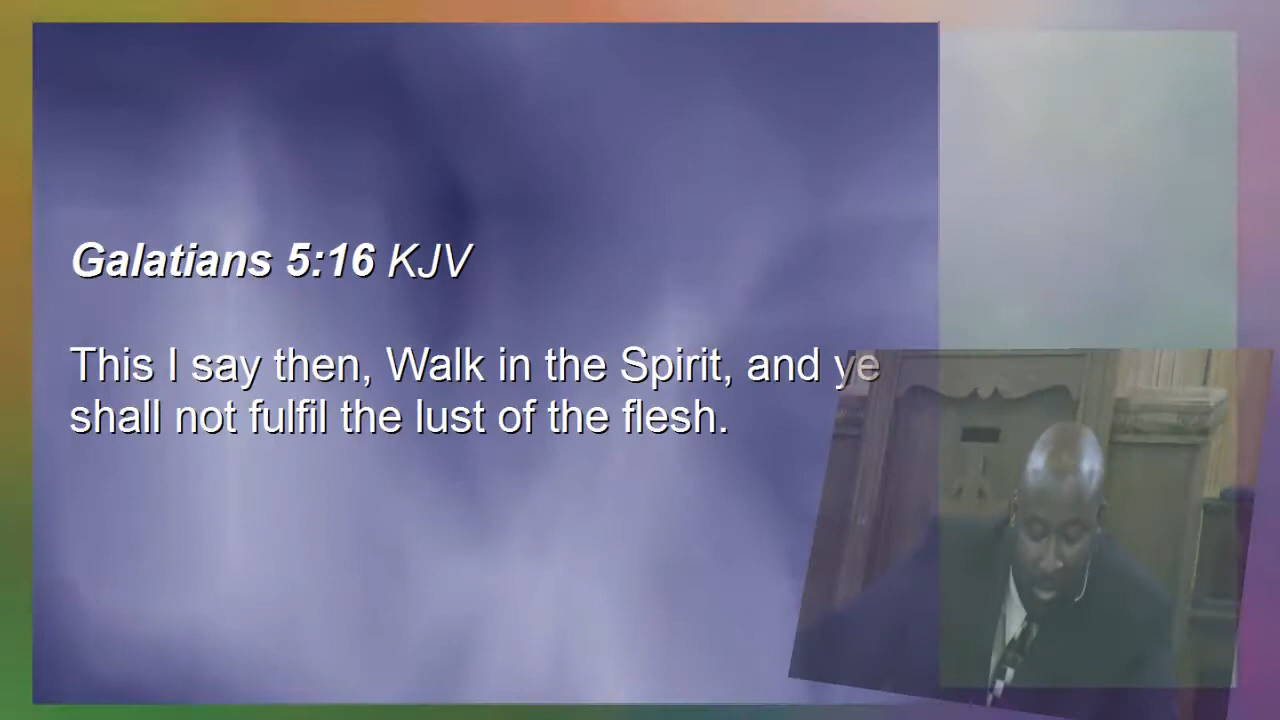 Galatians 5:16 KJV
This I say then, Walk in the Spirit, and ye
shall not fulfil the lust of the flesh.